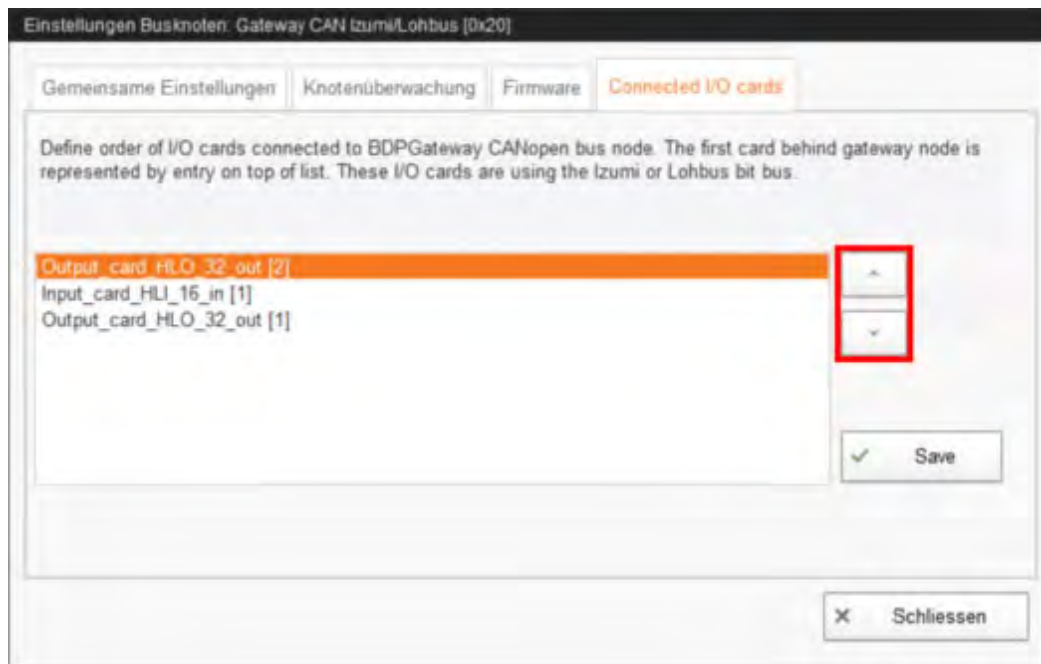 Einstellungen Busknoten: Gateway CAN Izumi/Lohbus [0x20]
Gemeinsame Einstellungen Knotenüberwachung Firmware Connected I/O cards
Define order of I/O cards connected to BDPGateway CANopen bus node. The first card behind gateway node is
represented by entry on top of list. These I/O cards are using the Izumi or Lohbus bit bus.
Output_card_HLO_32_out [2]
Input_card_HLI_16_in [1]
Output_card_HLO_32_out [1]
Save
Schliessen